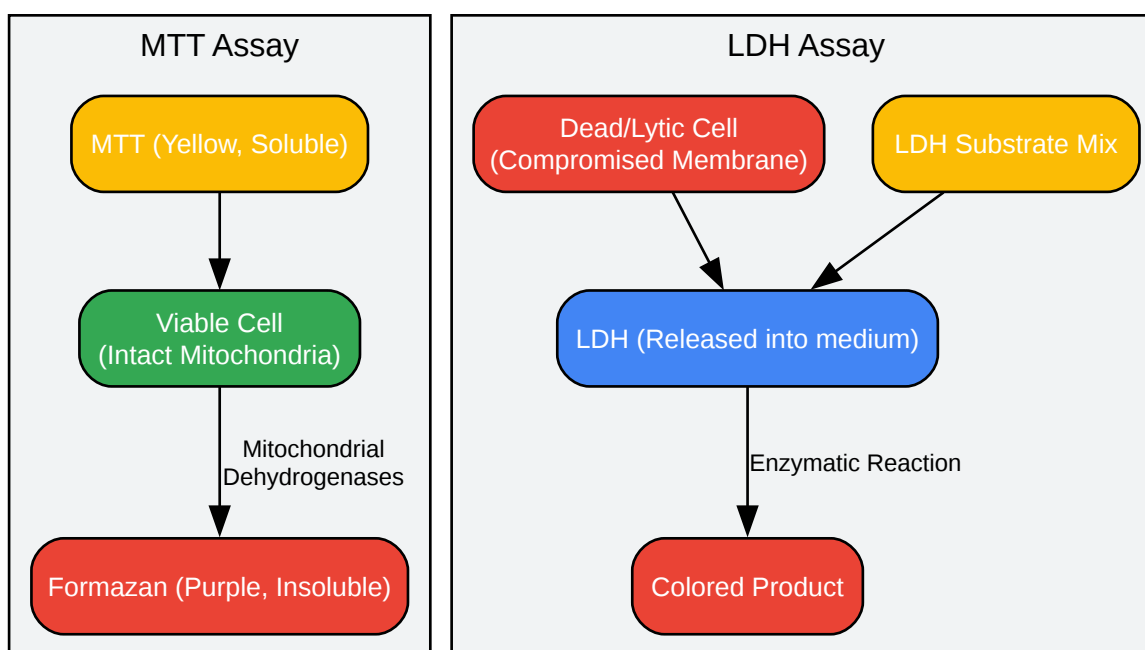 MTT Assay
MTT (Yellow, Soluble)
Viable Cell
(Intact Mitochondria)
Mitochondrial
Dehydrogenases
Formazan (Purple, Insoluble)
LDH Assay
Dead/Lytic Cell
(Compromised Membrane)
LDH Substrate Mix
LDH (Released into medium)
Enzymatic Reaction
Colored Product